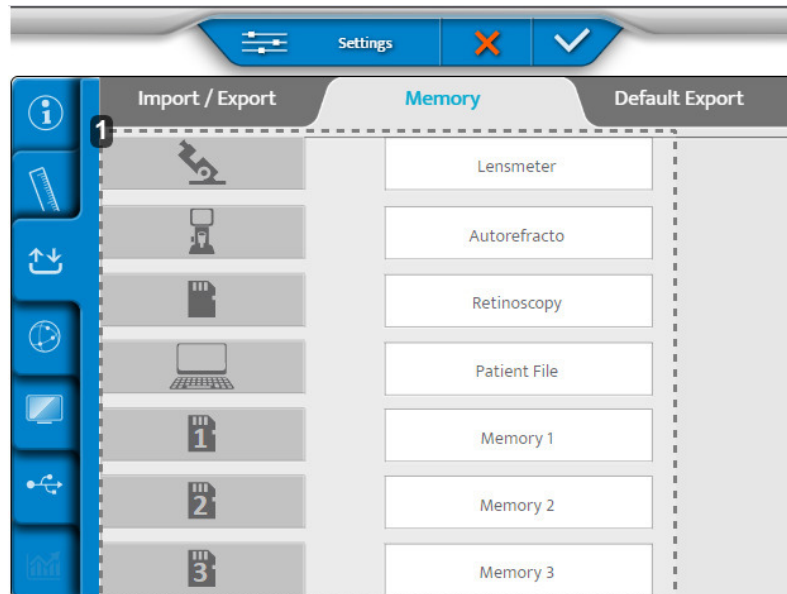 Settings
Import / Export Memory Default Export
1
Lensmeter
Autorefracto
Retinoscopy
Patient File
1 Memory 1
2 Memory 2
3 Memory 3